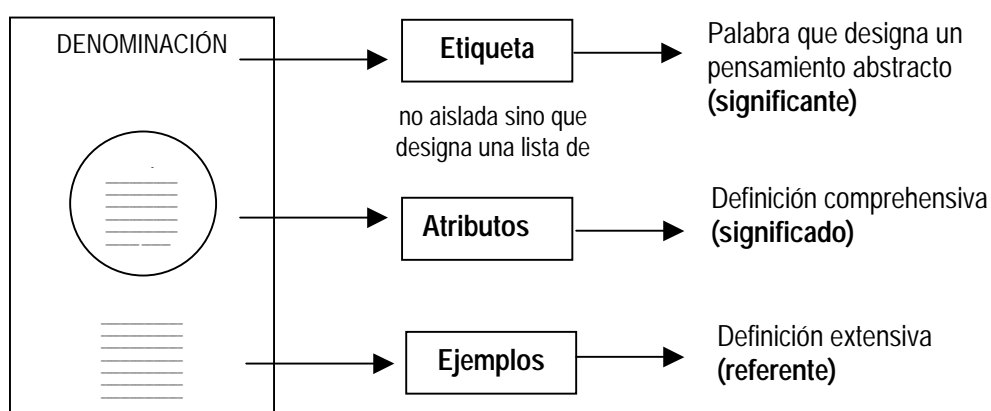 DENOMINACIÓN
Etiqueta
Palabra que designa un
pensamiento abstracto
(significante)
no aislada sino que
designa una lista de
Atributos
Definición comprehensiva
(significado)
Ejemplos
Definición extensiva
(referente)